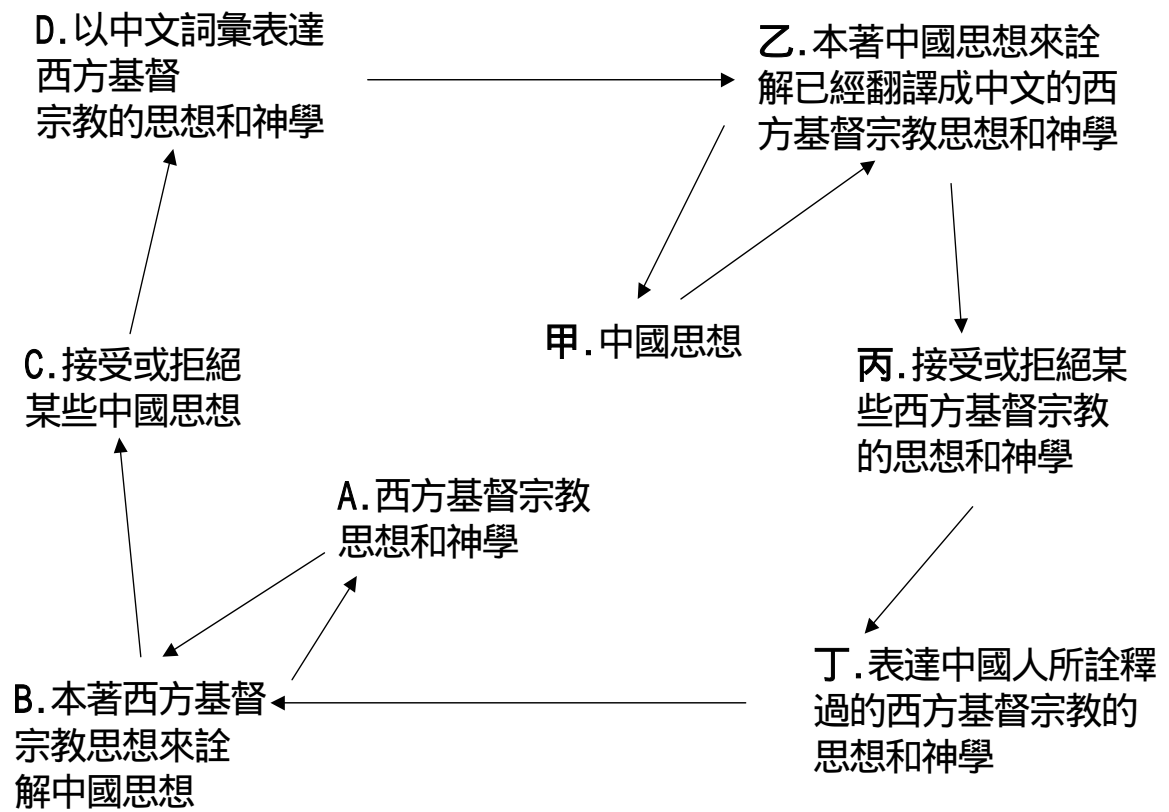 D.以中文詞彙表達
西方基督
宗教的思想和神學
乙.本著中國思想來詮
解已經翻譯成中文的西
方基督宗教思想和神學
甲.中國思想
C.接受或拒絕
某些中國思想
丙.接受或拒絕某
些西方基督宗教
的思想和神學
A.西方基督宗教
思想和神學
B.本著西方基督
宗教思想來詮
解中國思想
丁.表達中國人所詮釋
過的西方基督宗教的
思想和神學